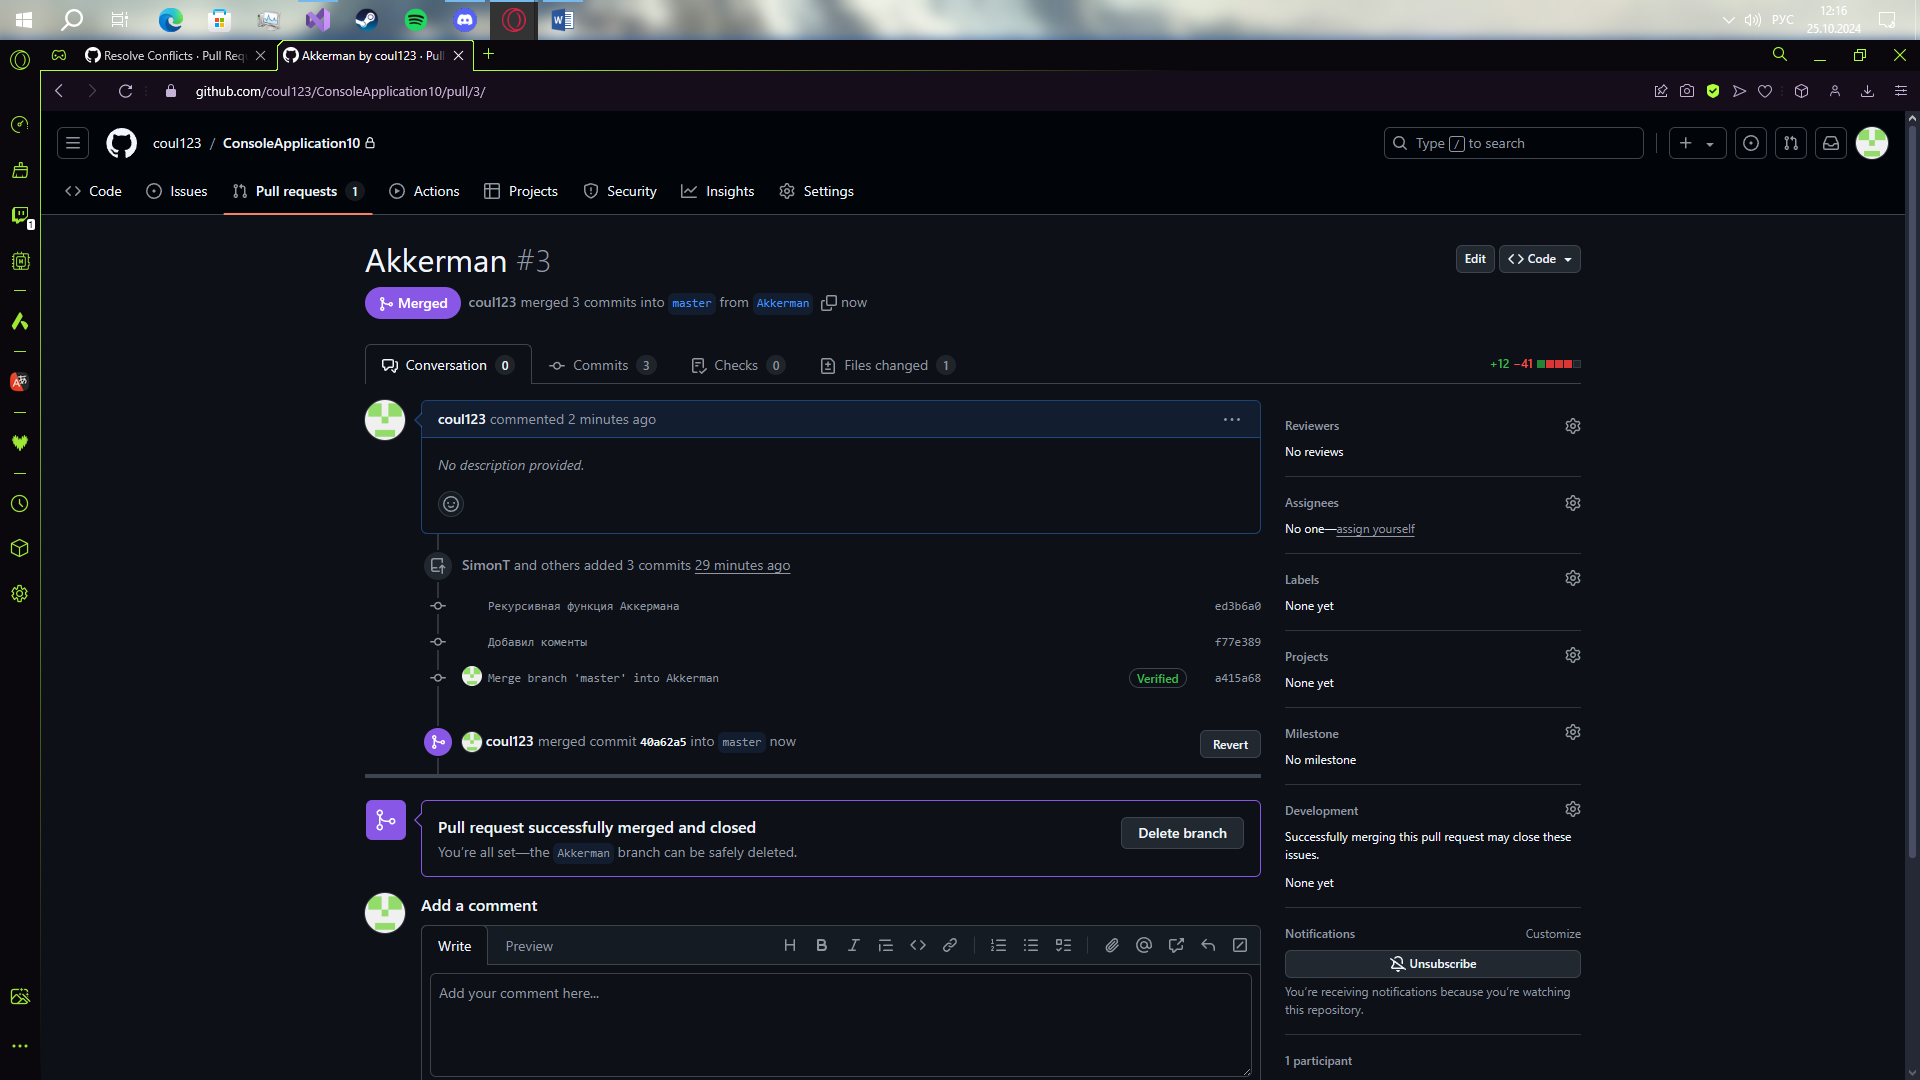 12:16
РУС
25.10.2024
Resolve Conflicts · Pull Req
Akkerman by coul123 · Pull
github.com/coul123/ConsoleApplication10/pull/3/
1
coul123 / ConsoleApplication10
Type / to search
Code
Issues
Pull requests 1
Actions
Projects
Security
Insights
Settings
Akkerman #3
Edit
Code
Merged
coul123 merged 3 commits into master from Akkerman now
Conversation 0
Commits 3
Checks 0
Files changed 1
+12 −41
coul123 commented 2 minutes ago
No description provided.
SimonT and others added 3 commits 29 minutes ago
Рекурсивная функция Аккермана ed3b6a0
Добавил коменты f77e389
Merge branch 'master' into Akkerman Verified a415a68
coul123 merged commit 40a62a5 into master now
Revert
Pull request successfully merged and closed
You're all set—the Akkerman branch can be safely deleted.
Delete branch
Add a comment
Write
Preview
Add your comment here...
Reviewers
No reviews
Assignees
No one—assign yourself
Labels
None yet
Projects
None yet
Milestone
No milestone
Development
Successfully merging this pull request may close these
issues.
None yet
Notifications
Customize
Unsubscribe
You're receiving notifications because you're watching
this repository.
1 participant